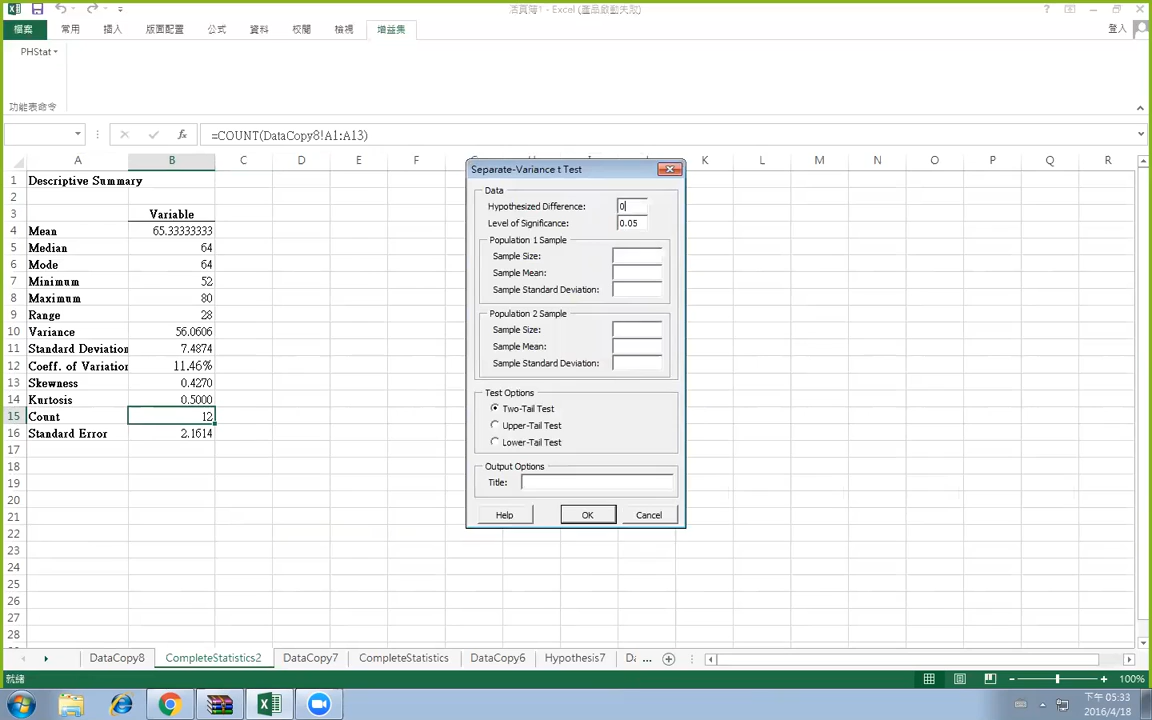 活頁簿1 - Excel (產品啟動失敗)
檔案 常用 插入 版面配置 公式 資料 校閱 檢視 增益集 登入
PHStat
功能表命令
fx =COUNT(DataCopy8!A1:A13)
A B C D E F K L M N O P Q R
1 Descriptive Summary
2
3 Variable
4 Mean 65.33333333
5 Median 64
6 Mode 64
7 Minimum 52
8 Maximum 80
9 Range 28
10 Variance 56.0606
11 Standard Deviation 7.4874
12 Coeff. of Variation 11.46%
13 Skewness 0.4270
14 Kurtosis 0.5000
15 Count 12
16 Standard Error 2.1614
17
18
19
20
21
22
23
24
25
26
27
28
Separate-Variance t Test
Data
Hypothesized Difference: 0
Level of Significance: 0.05
Population 1 Sample
Sample Size:
Sample Mean:
Sample Standard Deviation:
Population 2 Sample
Sample Size:
Sample Mean:
Sample Standard Deviation:
Test Options
Two-Tail Test
Upper-Tail Test
Lower-Tail Test
Output Options
Title:
Help OK Cancel
DataCopy8 CompleteStatistics2 DataCopy7 CompleteStatistics DataCopy6 Hypothesis7 Da ...
就緒 100%
下午 05:33
2016/4/18